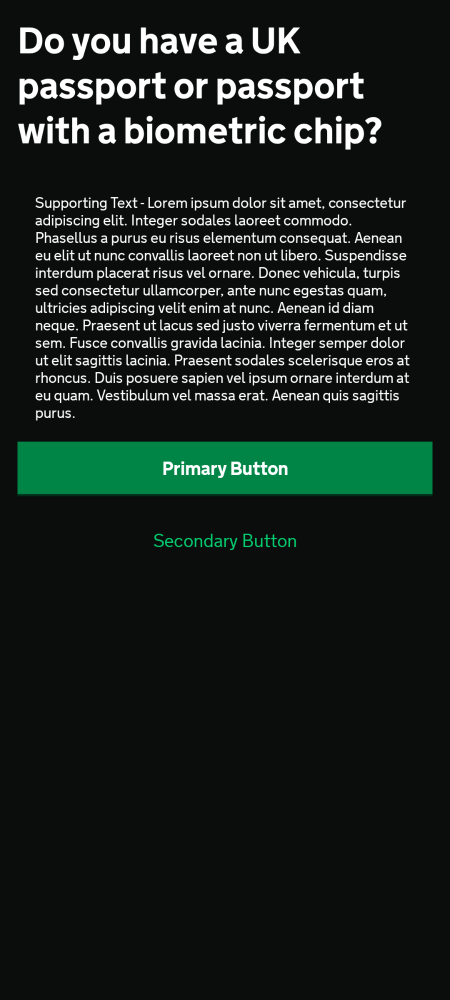 Do you have a UK
passport or passport
with a biometric chip?
Supporting Text - Lorem ipsum dolor sit amet, consectetur
adipiscing elit. Integer sodales laoreet commodo.
Phasellus a purus eu risus elementum consequat. Aenean
eu elit ut nunc convallis laoreet non ut libero. Suspendisse
interdum placerat risus vel ornare. Donec vehicula, turpis
sed consectetur ullamcorper, ante nunc egestas quam,
ultricies adipiscing velit enim at nunc. Aenean id diam
neque. Praesent ut lacus sed justo viverra fermentum et ut
sem. Fusce convallis gravida lacinia. Integer semper dolor
ut elit sagittis lacinia. Praesent sodales scelerisque eros at
rhoncus. Duis posuere sapien vel ipsum ornare interdum at
eu quam. Vestibulum vel massa erat. Aenean quis sagittis
purus.
Primary Button
Secondary Button